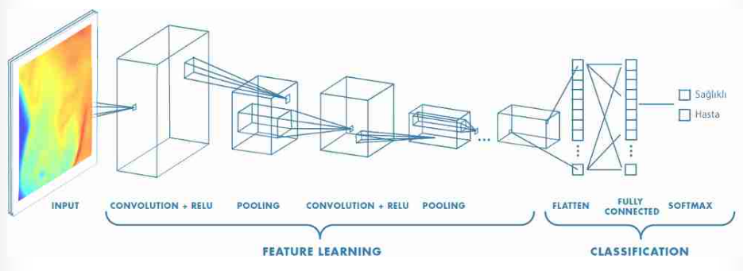 Sağlıklı
Hasta
INPUT
CONVOLUTION + RELU
POOLING
CONVOLUTION + RELU
POOLING
FLATTEN
FULLY
CONNECTED
SOFTMAX
FEATURE LEARNING
CLASSIFICATION